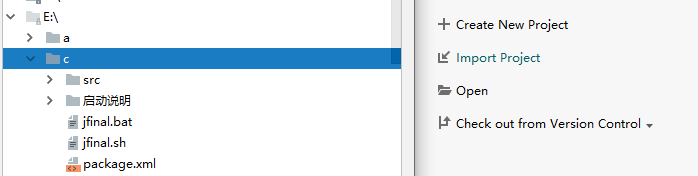 E:\
a
c
src
启动说明
jfinal.bat
jfinal.sh
package.xml
Create New Project
Import Project
Open
Check out from Version Control